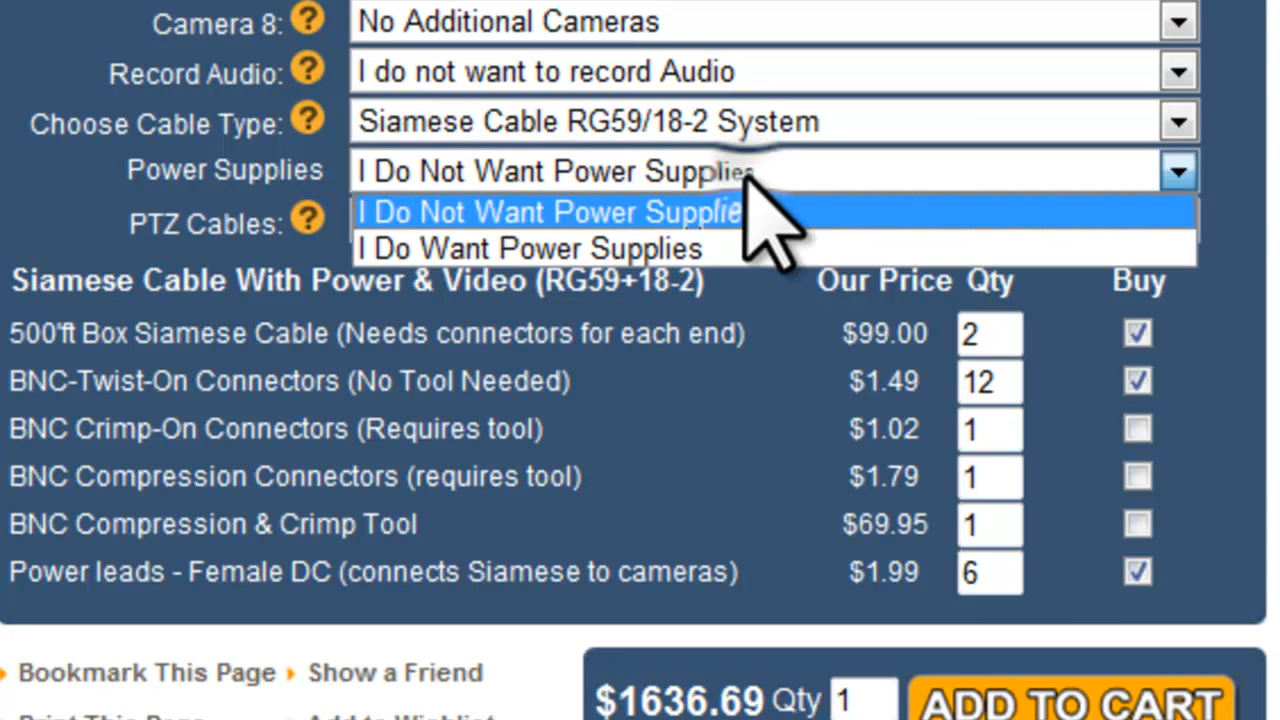 Camera 8: ? No Additional Cameras
Record Audio: ? I do not want to record Audio
Choose Cable Type: ? Siamese Cable RG59/18-2 System
Power Supplies I Do Not Want Power Supplies
I Do Not Want Power Supplie
PTZ Cables: ?
I Do Want Power Supplies
Siamese Cable With Power & Video (RG59+18-2) Our Price Qty Buy
500'ft Box Siamese Cable (Needs connectors for each end) $99.00 2
BNC-Twist-On Connectors (No Tool Needed) $1.49 12
BNC Crimp-On Connectors (Requires tool) $1.02 1
BNC Compression Connectors (requires tool) $1.79 1
BNC Compression & Crimp Tool $69.95 1
Power leads - Female DC (connects Siamese to cameras) $1.99 6
Bookmark This Page Show a Friend
$1636.69 Qty 1 ADD TO CART
Print This Page Add to Wishlist